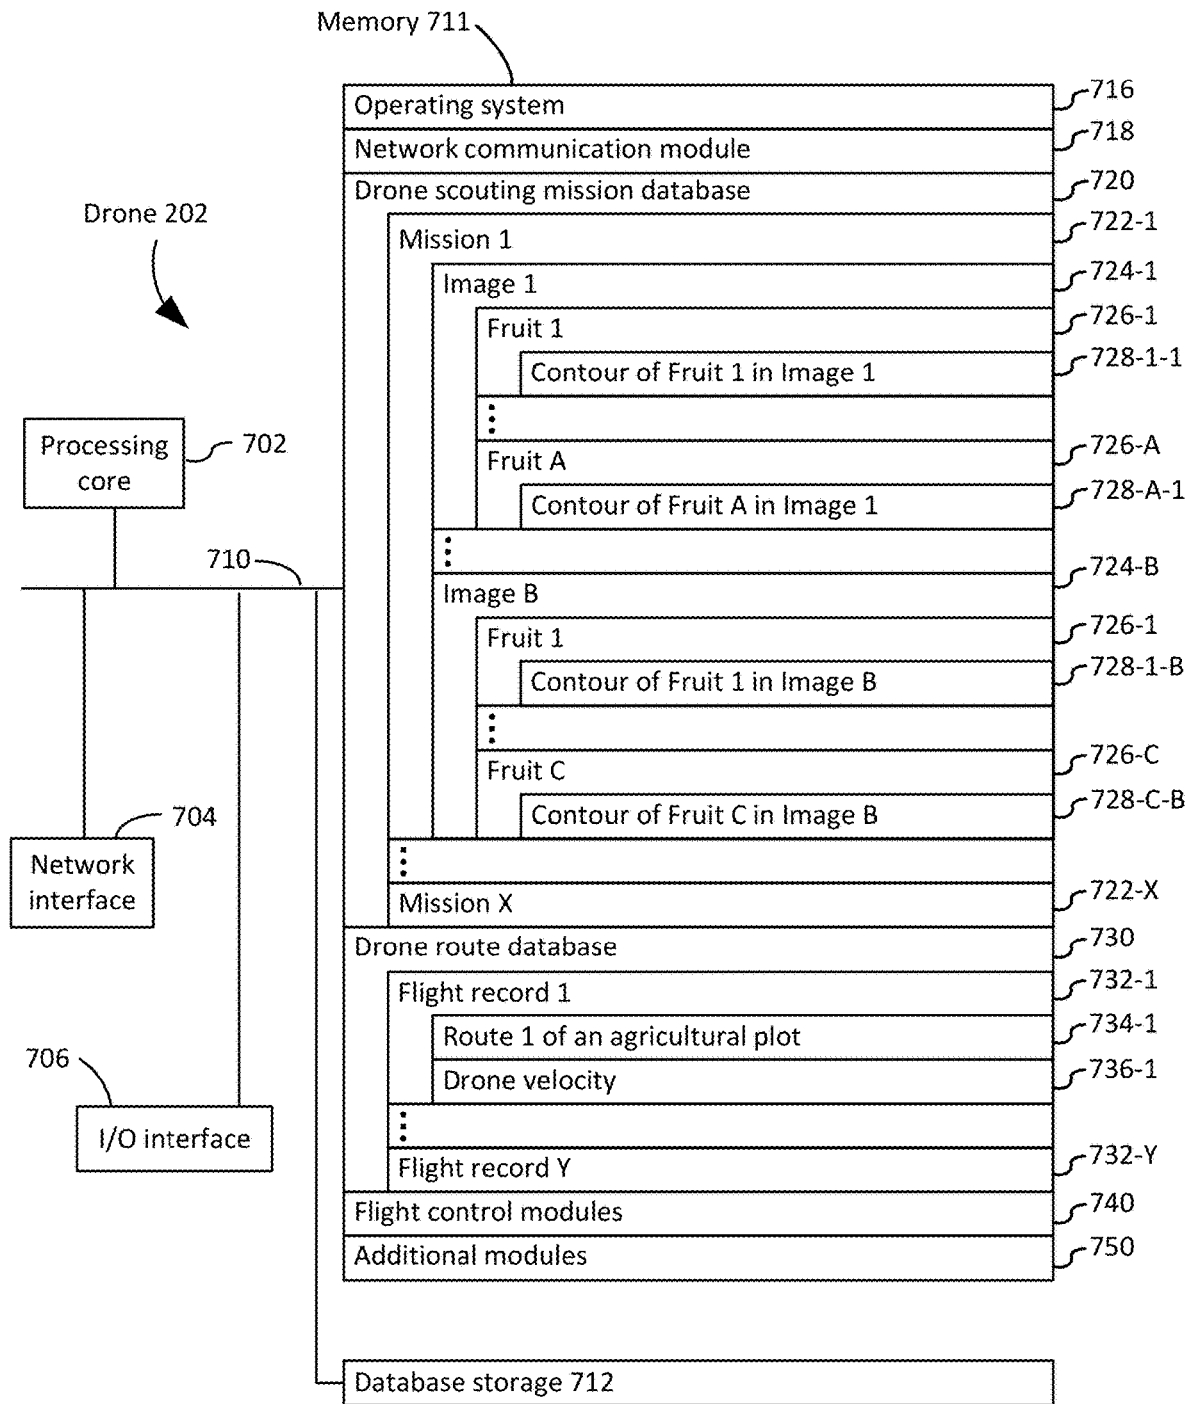 Memory 711
Operating system
716
Network communication module
718
Drone scouting mission database
720
Drone 202
Mission 1
722-1
Image 1
724-1
Fruit 1
726-1
Contour of Fruit 1 in Image 1
728-1-1
Fruit A
726-A
Contour of Fruit A in Image 1
728-A-1
Processing
core
702
710
Image B
724-B
Fruit 1
726-1
Contour of Fruit 1 in Image B
728-1-B
Fruit C
726-C
Contour of Fruit C in Image B
728-C-B
704
Network
interface
Mission X
722-X
Drone route database
730
Flight record 1
732-1
Route 1 of an agricultural plot
734-1
Drone velocity
736-1
706
I/O interface
Flight record Y
732-Y
Flight control modules
740
Additional modules
750
Database storage 712